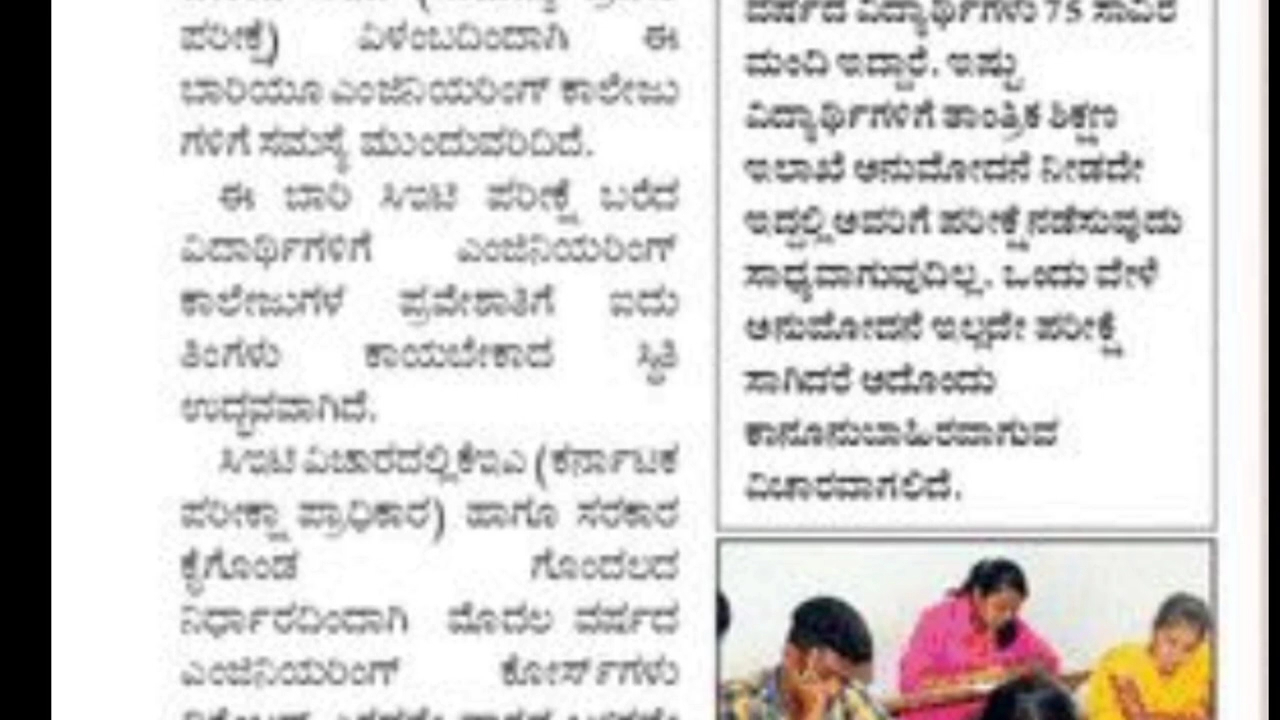 ಪರೀಕ್ಷೆ) ವಿಳಂಬದಿಂದಾಗಿ ಈ
ಬಾರಿಯೂ ಎಂಜಿನಿಯರಿಂಗ್ ಕಾಲೇಜು
ಗಳಿಗೆ ಸಮಸ್ಯೆ ಮುಂದುವರಿದಿದೆ.
ಈ ಬಾರಿ ಸಿಇಟಿ ಪರೀಕ್ಷೆ ಬರೆದ
ವಿದಾರ್ಥಿಗಳಿಗೆ ಎಂಜಿನಿಯರಿಂಗ್
ಕಾಲೇಜುಗಳ ಪ್ರವೇಶಾತಿಗೆ ಐದು
ತಿಂಗಳು ಕಾಯಬೇಕಾದ ಸ್ಥಿತಿ
ಉದ್ಭವವಾಗಿದೆ.
ಸಿಇಟಿ ವಿಚಾರದಲ್ಲಿ ಕೆಇಎ (ಕರ್ನಾಟಕ
ಪರೀಕ್ಷಾ ಪ್ರಾಧಿಕಾರ) ಹಾಗೂ ಸರಕಾರ
ಕೈಗೊಂಡ ಗೊಂದಲದ
ನಿರ್ಧಾರದಿಂದಾಗಿ ಮೊದಲ ವರ್ಷದ
ಎಂಜಿನಿಯರಿಂಗ್ ಕೋರ್ಸ್‌ಗಳು
ವರ್ಷದ ವಿದ್ಯಾರ್ಥಿಗಳು 75 ಸಾವಿರ
ಮಂದಿ ಇದ್ದಾರೆ. ಇಷ್ಟು
ವಿದ್ಯಾರ್ಥಿಗಳಿಗೆ ತಾಂತ್ರಿಕ ಶಿಕ್ಷಣ
ಇಲಾಖೆ ಅನುಮೋದನೆ ನೀಡದೇ
ಇದ್ದಲ್ಲಿ ಅವರಿಗೆ ಪರೀಕ್ಷೆ ನಡೆಸುವುದು
ಸಾಧ್ಯವಾಗುವುದಿಲ್ಲ. ಒಂದು ವೇಳೆ
ಅನುಮೋದನೆ ಇಲ್ಲದೇ ಪರೀಕ್ಷೆ
ಸಾಗಿದರೆ ಅದೊಂದು
ಕಾನೂನುಬಾಹಿರವಾಗುವ
ವಿಚಾರವಾಗಲಿದೆ.